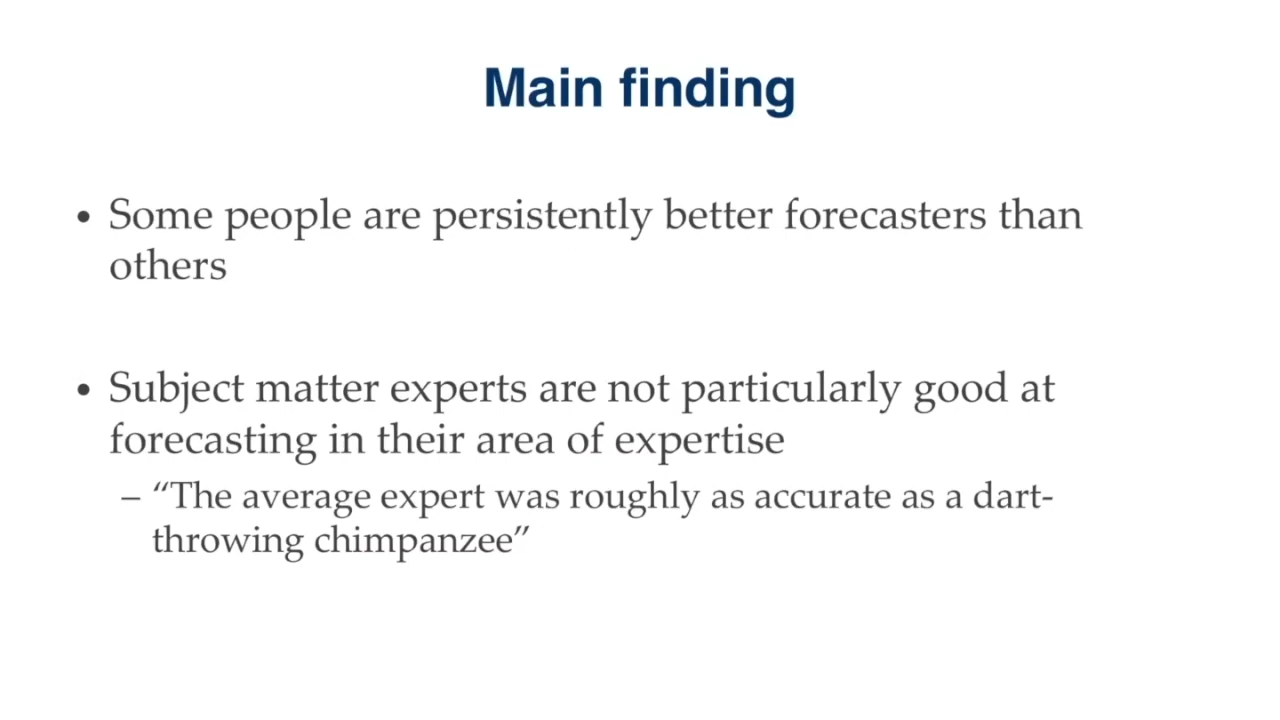 Main finding
• Some people are persistently better forecasters than
others
• Subject matter experts are not particularly good at
forecasting in their area of expertise
– “The average expert was roughly as accurate as a dart-
throwing chimpanzee”